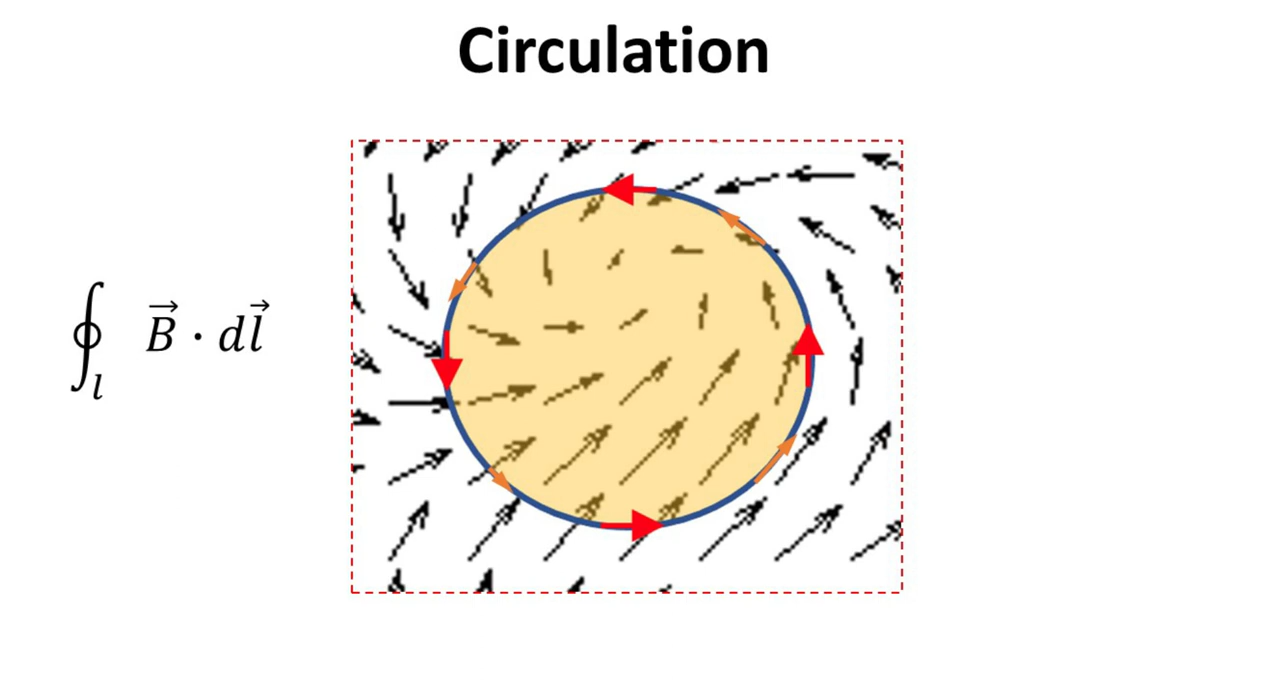 Circulation
∮_l B⃗ · dl⃗